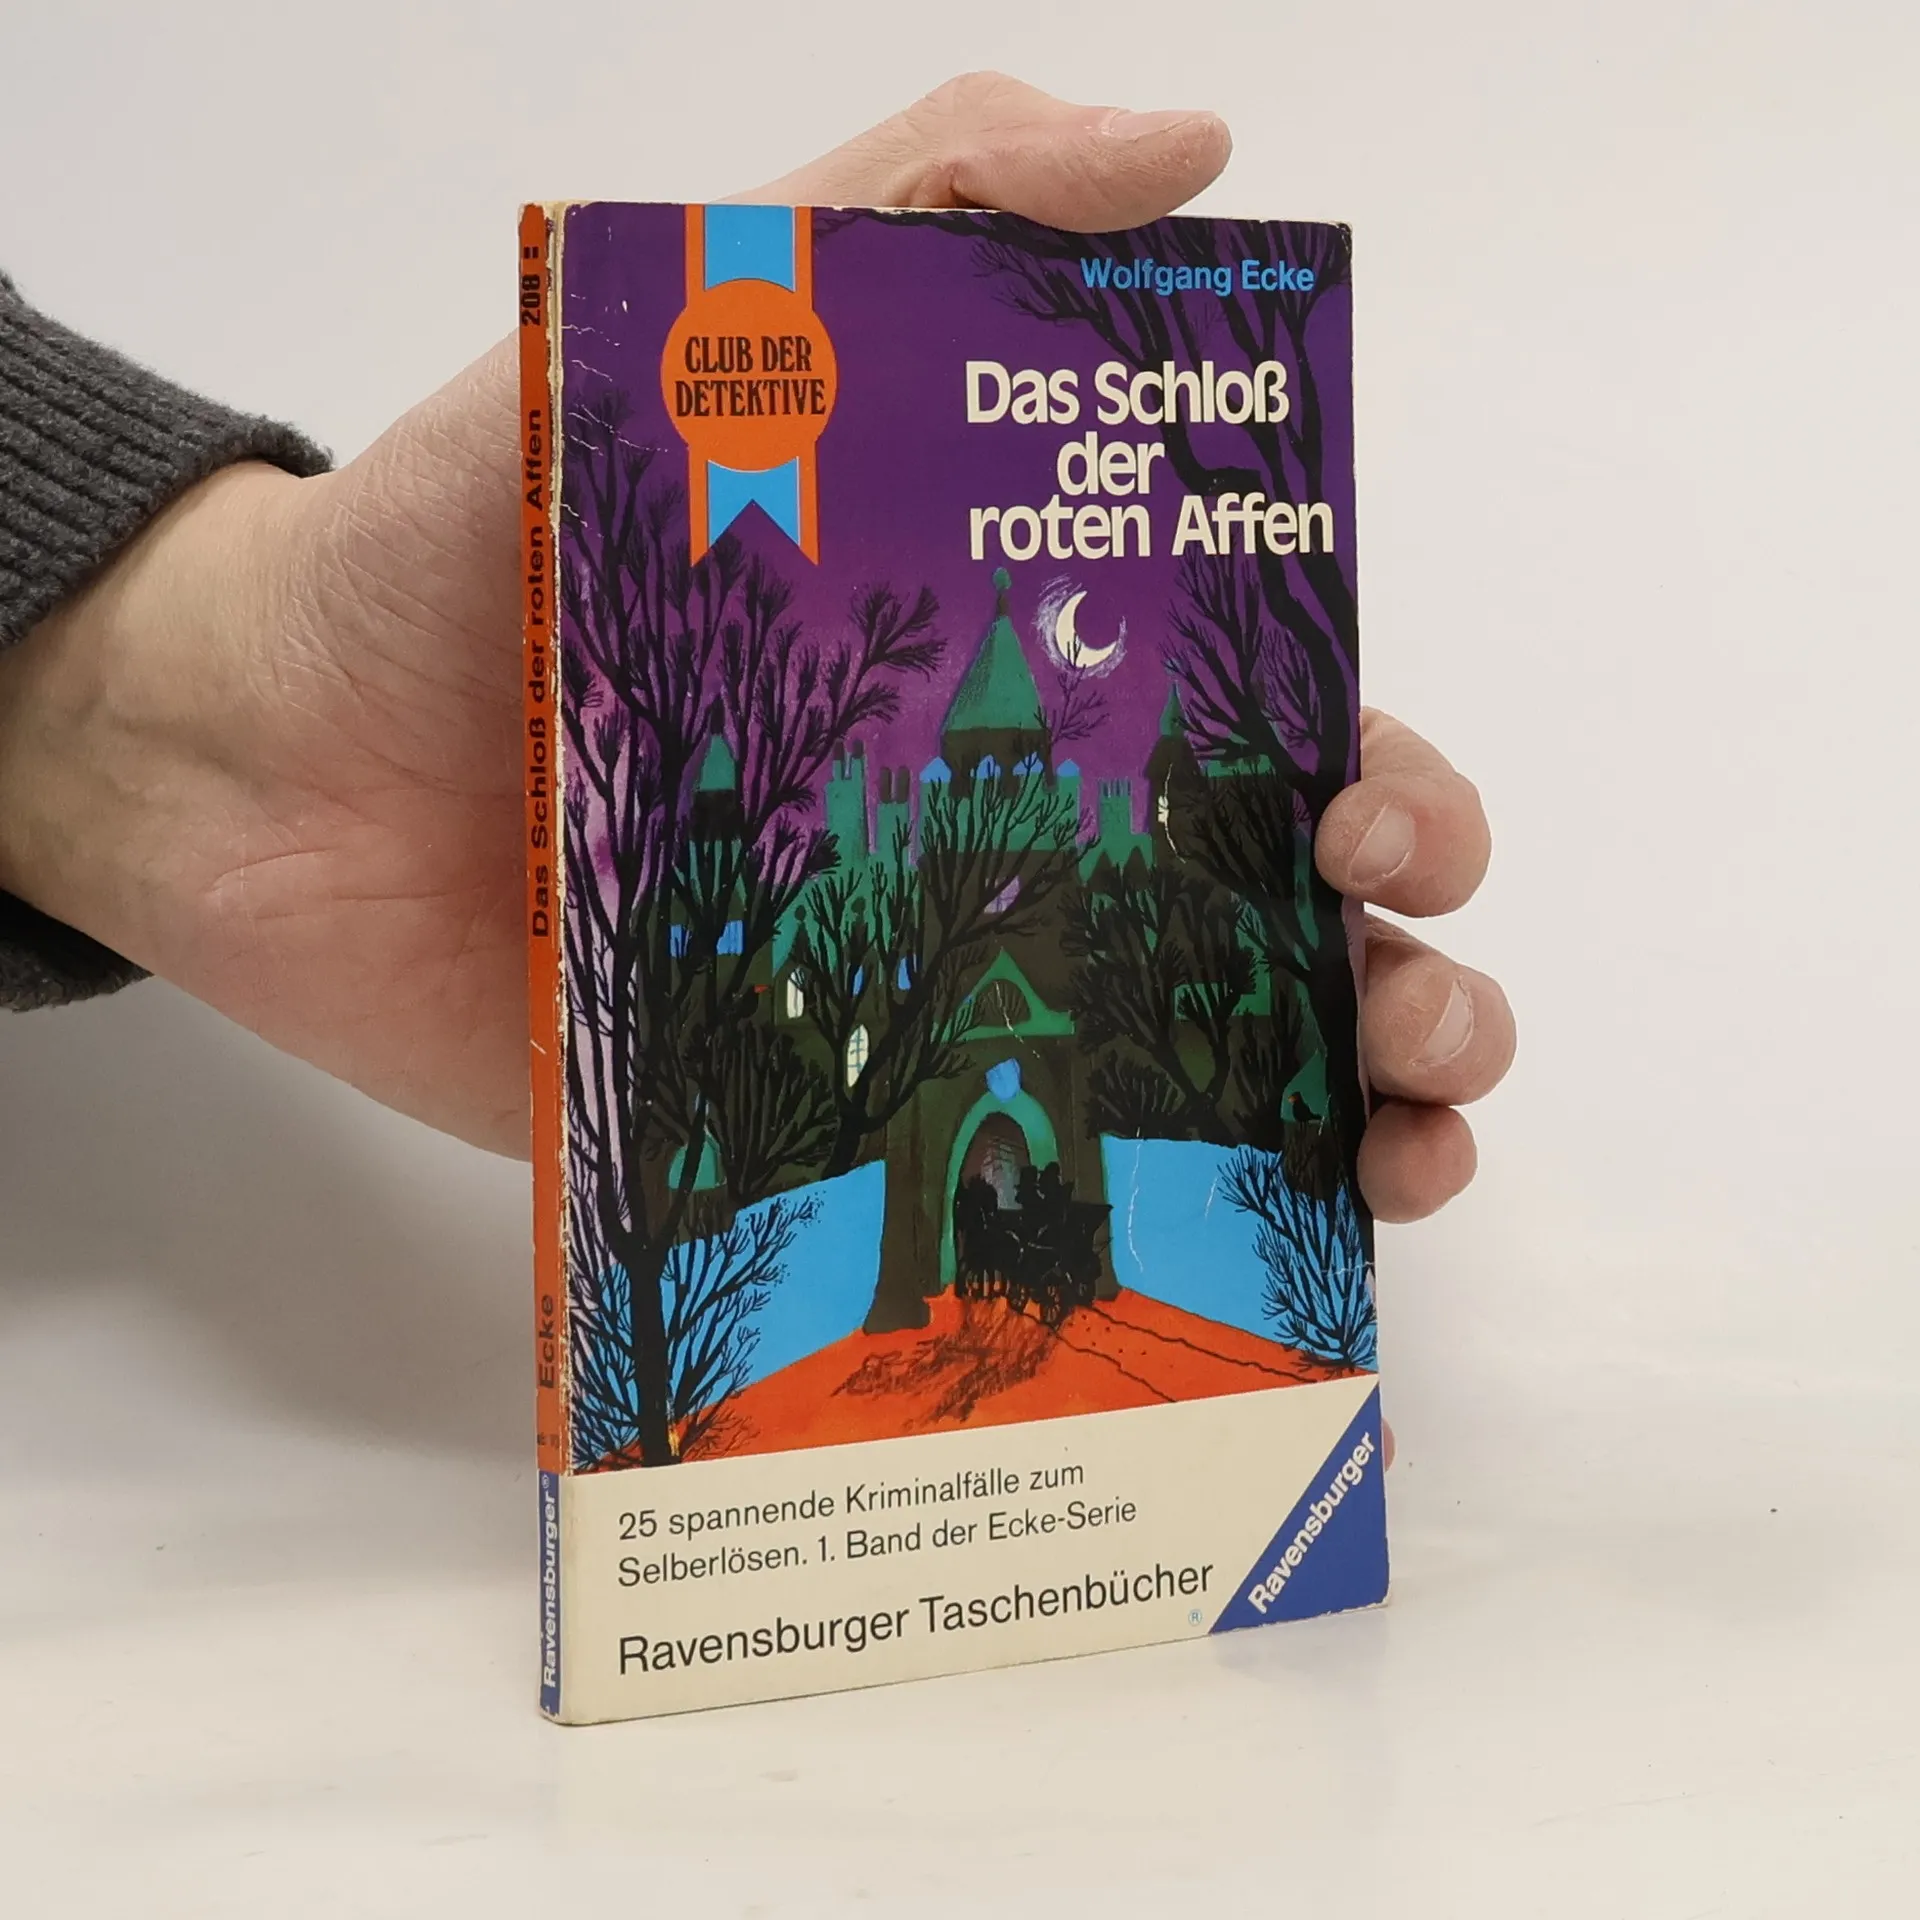 Wolfgang Ecke
CLUB DER
DETEKTIVE
Das Schloß
der
roten Affen
25 spannende Kriminalfälle zum
Selberlösen. 1. Band der Ecke-Serie
Ravensburger Taschenbücher
®
Ravensburger
208
Das Schloß der roten Affen
Ecke
Ravensburger®